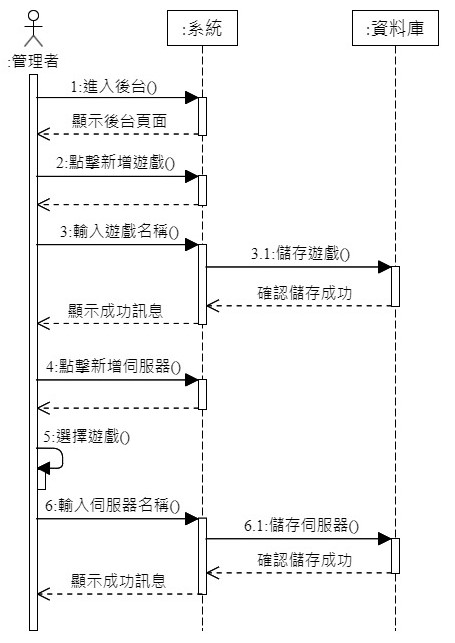 :系統
:資料庫
:管理者
1:進入後台()
顯示後台頁面
2:點擊新增遊戲()
3:輸入遊戲名稱()
3.1:儲存遊戲()
確認儲存成功
顯示成功訊息
4:點擊新增伺服器()
5:選擇遊戲()
6:輸入伺服器名稱()
6.1:儲存伺服器()
確認儲存成功
顯示成功訊息